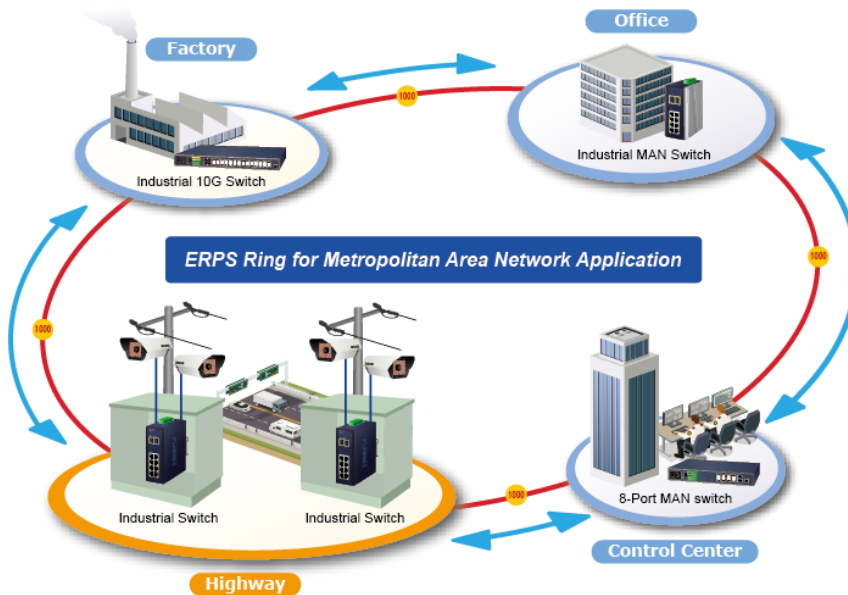 Office
Factory
1000
Industrial MAN Switch
Industrial 10G Switch
ERPS Ring for Metropolitan Area Network Application
1000
1000
8-Port MAN switch
1000
Industrial Switch
Industrial Switch
Control Center
Highway